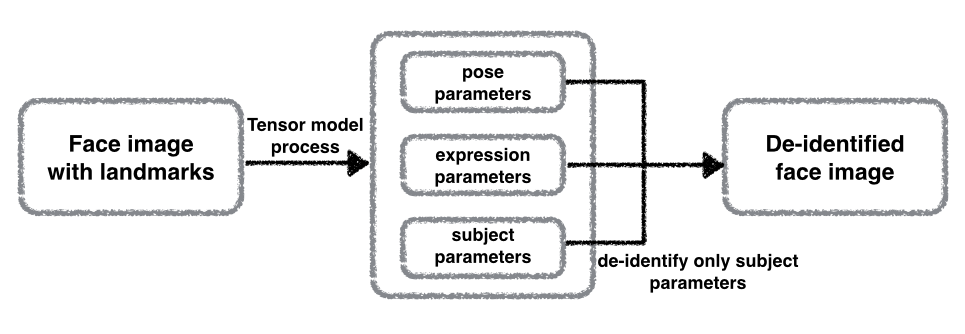 Face image
with landmarks
Tensor model
process
pose
parameters
expression
parameters
subject
parameters
de-identify only subject
parameters
De-identified
face image